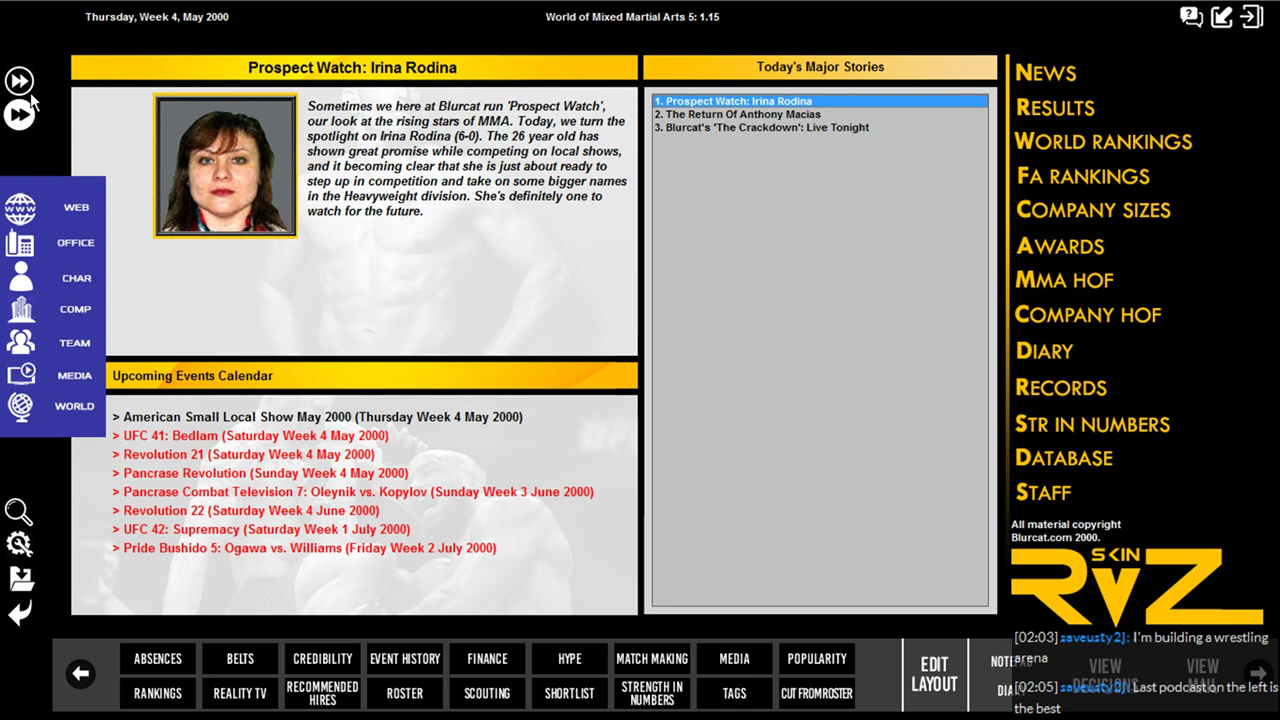 Thursday, Week 4, May 2000
World of Mixed Martial Arts 5: 1.15
Prospect Watch: Irina Rodina
Sometimes we here at Blurcat run 'Prospect Watch',
our look at the rising stars of MMA. Today, we turn the
spotlight on Irina Rodina (6-0). The 26 year old has
shown great promise while competing on local shows,
and it becoming clear that she is just about ready to
step up in competition and take on some bigger names
in the Heavyweight division. She's definitely one to
watch for the future.
Today's Major Stories
1. Prospect Watch: Irina Rodina
2. The Return Of Anthony Macias
3. Blurcat's 'The Crackdown': Live Tonight
WEB
OFFICE
CHAR
COMP
TEAM
MEDIA
WORLD
Upcoming Events Calendar
> American Small Local Show May 2000 (Thursday Week 4 May 2000)
> UFC 41: Bedlam (Saturday Week 4 May 2000)
> Revolution 21 (Saturday Week 4 May 2000)
> Pancrase Revolution (Sunday Week 4 May 2000)
> Pancrase Combat Television 7: Oleynik vs. Kopylov (Sunday Week 3 June 2000)
> Revolution 22 (Saturday Week 4 June 2000)
> UFC 42: Supremacy (Saturday Week 1 July 2000)
> Pride Bushido 5: Ogawa vs. Williams (Friday Week 2 July 2000)
NEWS
RESULTS
WORLD RANKINGS
FA RANKINGS
COMPANY SIZES
AWARDS
MMA HOF
COMPANY HOF
DIARY
RECORDS
STR IN NUMBERS
DATABASE
STAFF
All material copyright
Blurcat.com 2000.
SKIN
RVZ
ABSENCES
BELTS
CREDIBILITY
EVENT HISTORY
FINANCE
HYPE
MATCH MAKING
MEDIA
POPULARITY
RANKINGS
REALITY TV
RECOMMENDED
HIRES
ROSTER
SCOUTING
SHORTLIST
STRENGTH IN
NUMBERS
TAGS
CUT FROM ROSTER
EDIT
LAYOUT
VIEW
VIEW
[02:03] saveusty2J: I'm building a wrestling
arena
[02:05] saveusty2J: Last podcast on the left is
the best